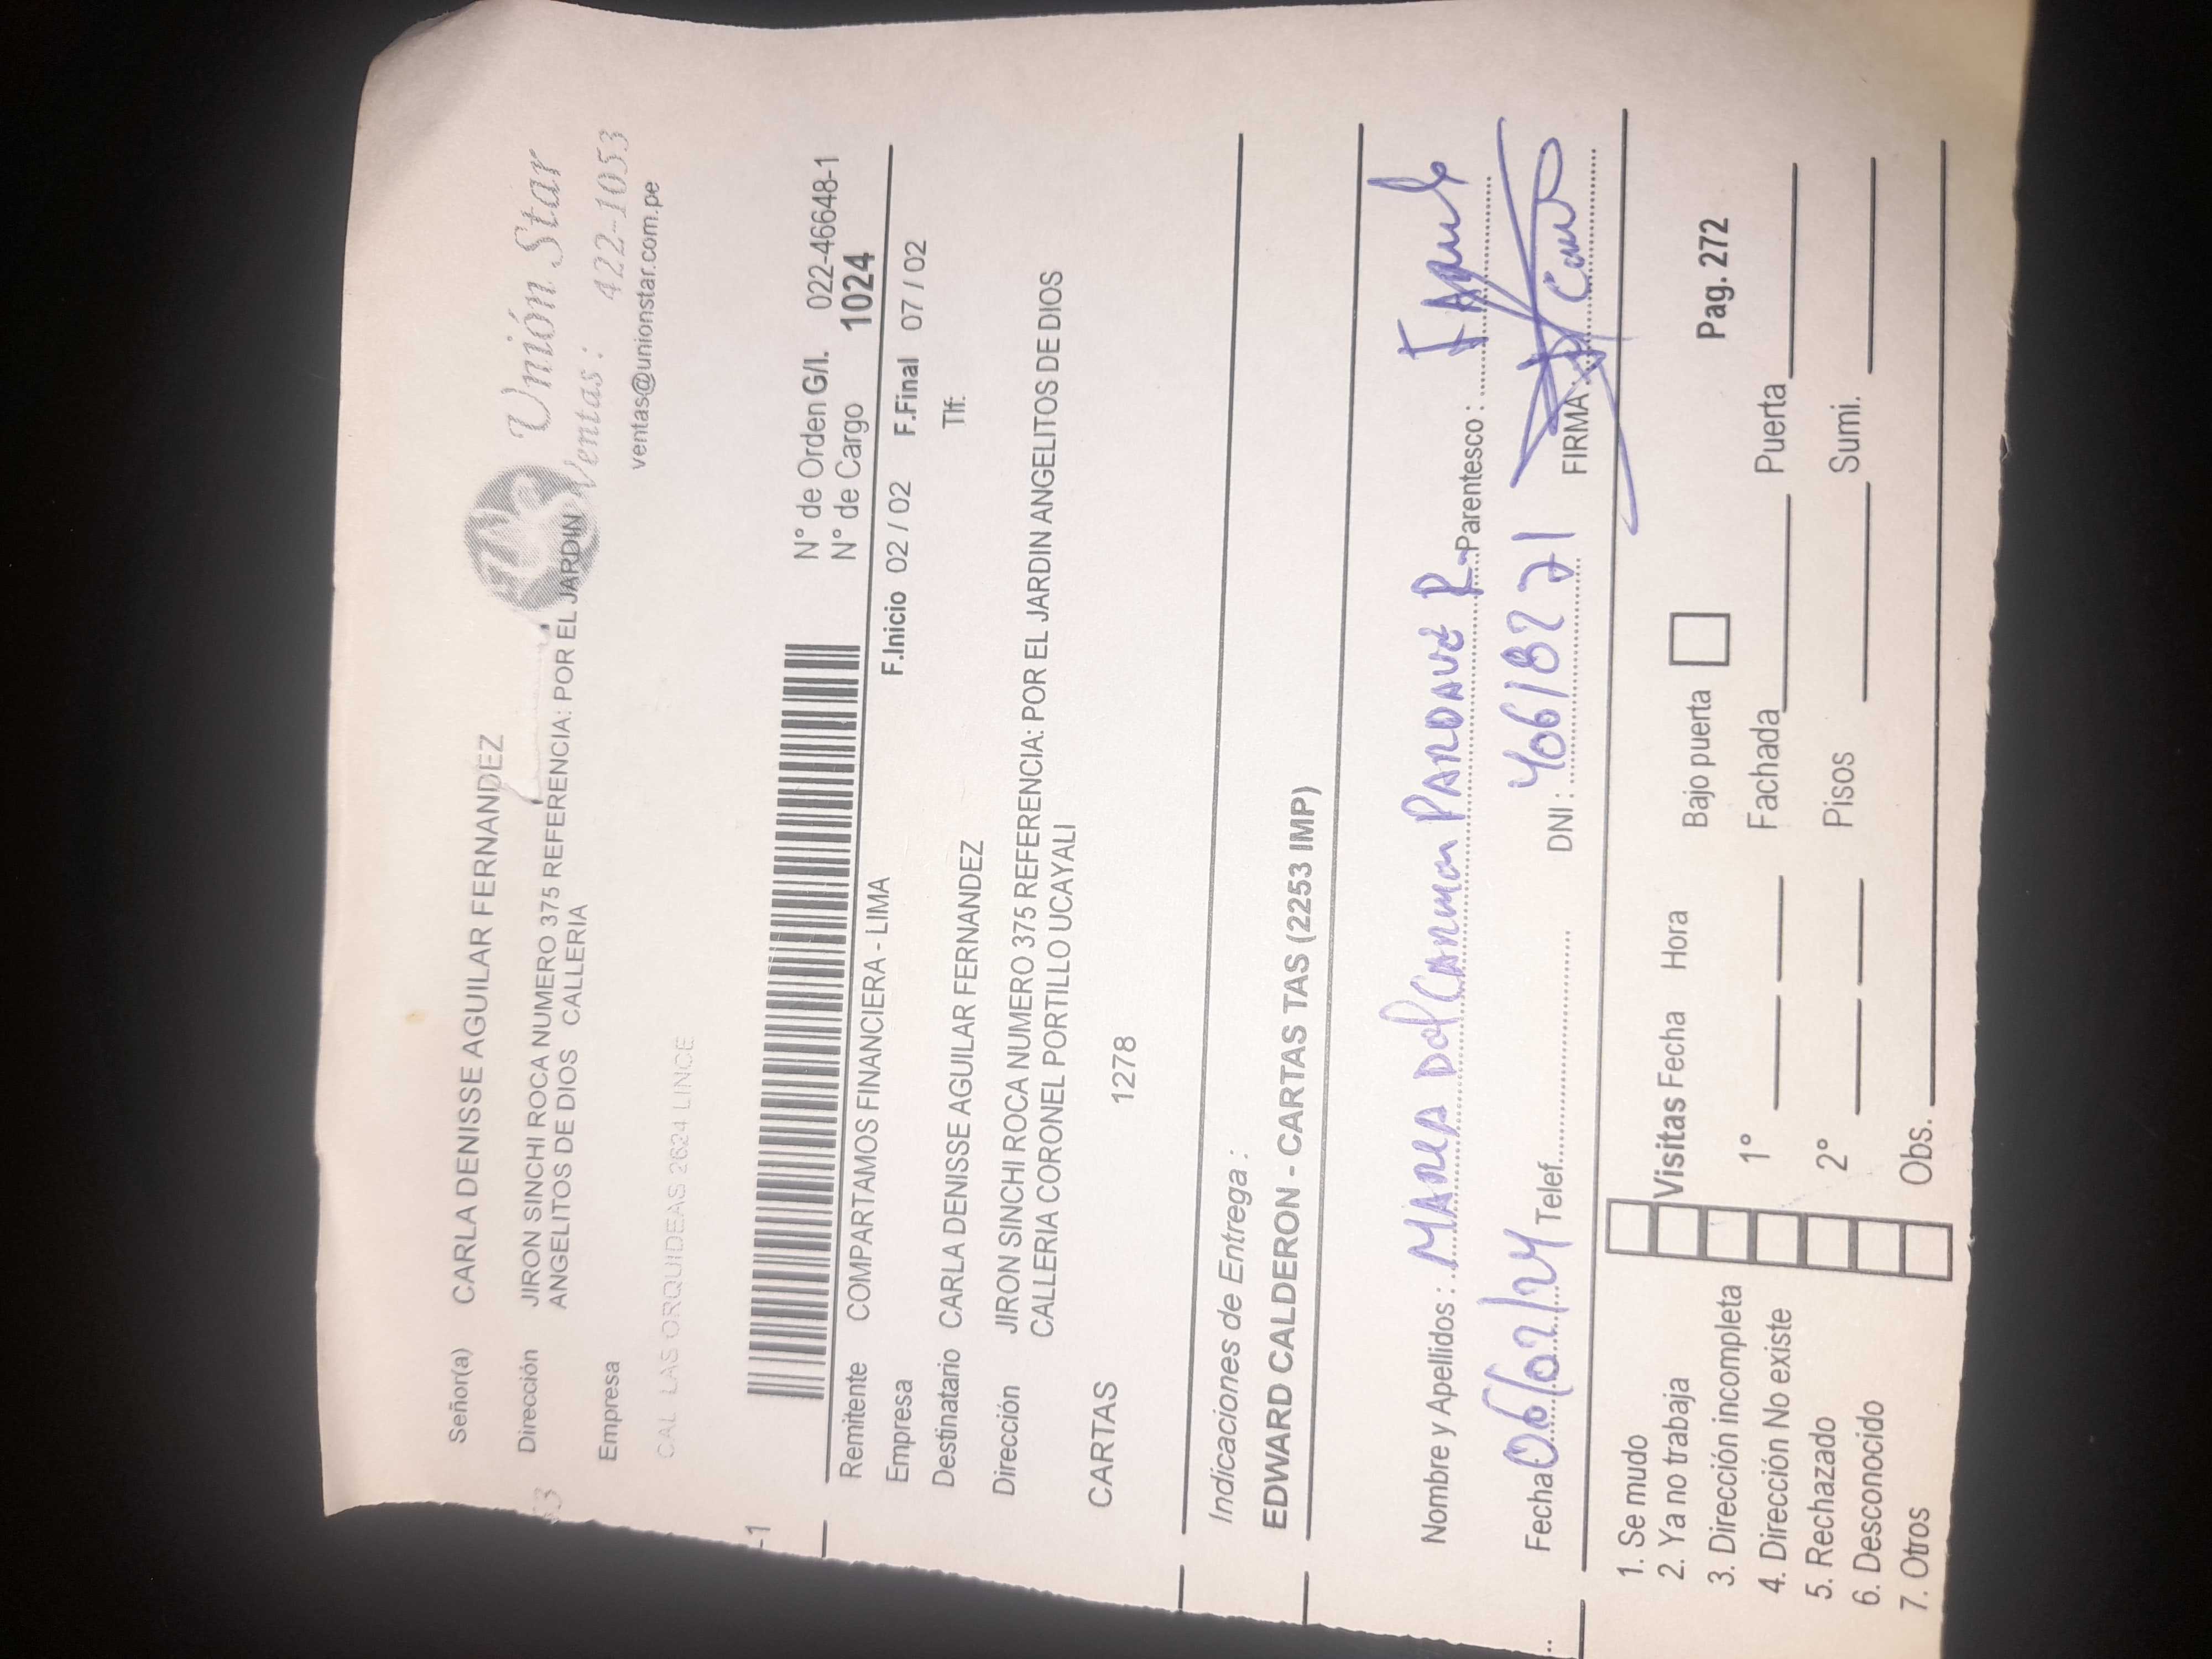 Señor(a) CARLA DENISSE AGUILAR FERNANDEZ
Unión Star
Ventas: 422-1053
ventas@unionstar.com.pe
Dirección JIRON SINCHI ROCA NUMERO 375 REFERENCIA: POR EL JARDIN
ANGELITOS DE DIOS CALLERIA
Empresa
CAL LAS ORQUIDEAS 2624 LINCE
-1
N° de Orden G/I. 022-46648-1
N° de Cargo 1024
Remitente COMPARTAMOS FINANCIERA - LIMA
F.Inicio 02 / 02 F.Final 07 / 02
Empresa
Destinatario CARLA DENISSE AGUILAR FERNANDEZ Tlf:
Dirección JIRON SINCHI ROCA NUMERO 375 REFERENCIA: POR EL JARDIN ANGELITOS DE DIOS
CALLERIA CORONEL PORTILLO UCAYALI
CARTAS 1278
Indicaciones de Entrega :
EDWARD CALDERON - CARTAS TAS (2253 IMP)
Nombre y Apellidos : MARIA Del Carmen PARDAVE R. Parentesco :
Fecha 06/02/24 Telef. DNI : 40618271 FIRMA
1. Se mudo
2. Ya no trabaja Visitas Fecha Hora Bajo puerta Pag. 272
3. Dirección incompleta
4. Dirección No existe 1° Fachada Puerta
5. Rechazado
6. Desconocido 2° Pisos Sumi.
7. Otros Obs.